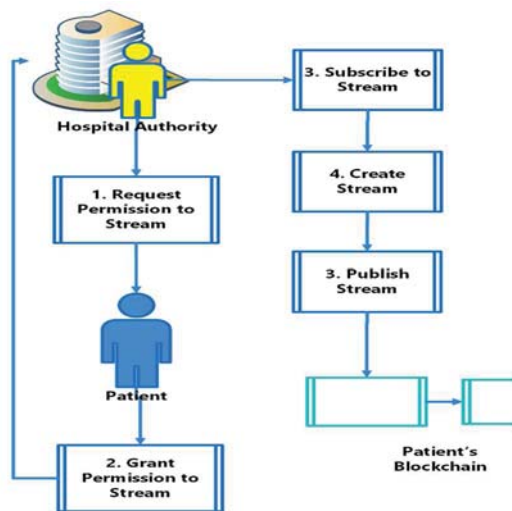 Hospital Authority
1. Request
Permission to
Stream
Patient
2. Grant
Permission to
Stream
3. Subscribe to
Stream
4. Create
Stream
3. Publish
Stream
Patient's
Blockchain